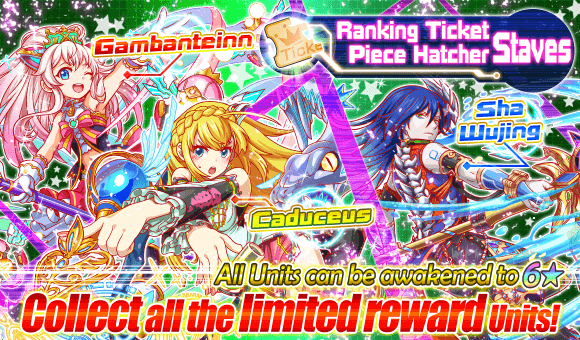 Ranking Ticket
Piece Hatcher Staves
Ticket
Gambanteinn
Sha
Wujing
Caduceus
All Units can be awakened to 6★
Collect all the limited reward Units!